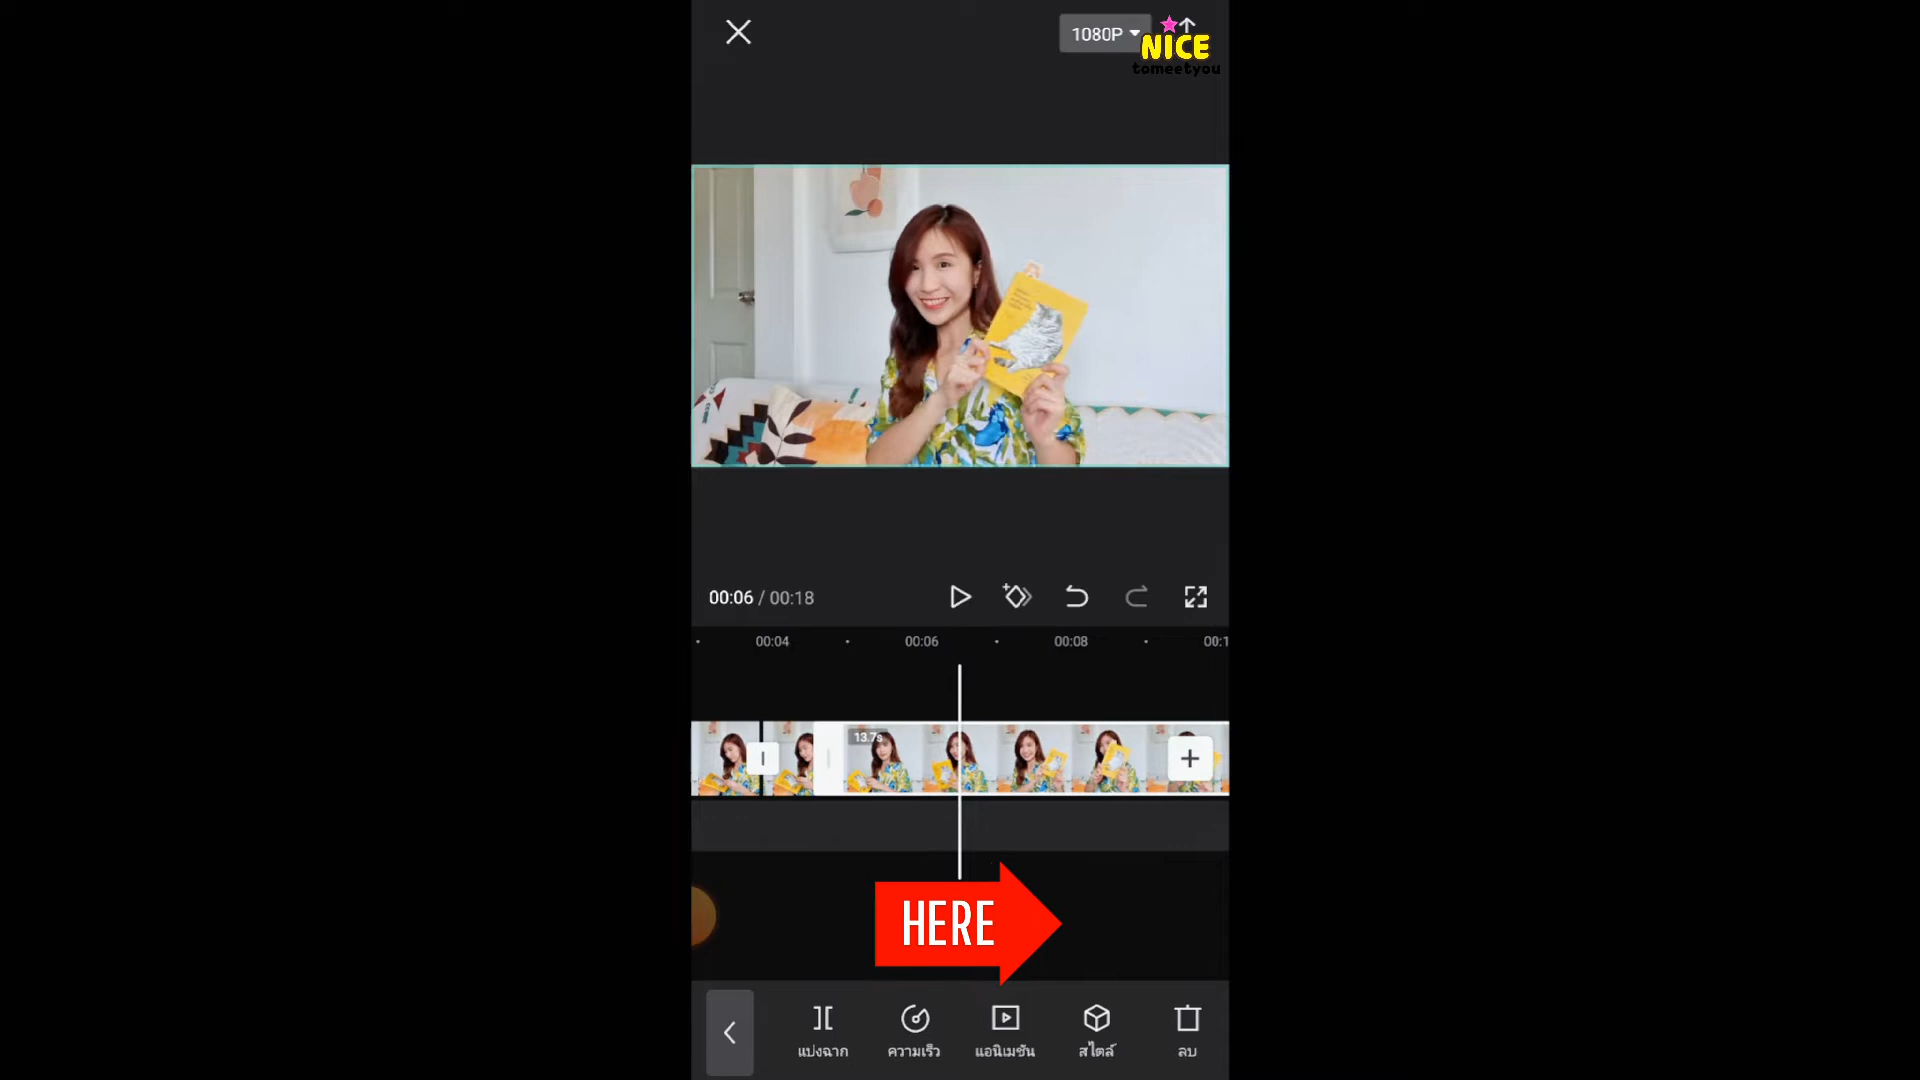 1080P
NICE
tomeetyou
00:06 / 00:18
00:04
00:06
00:08
00:1
13.7s
HERE
แบ่งฉาก
ความเร็ว
แอนิเมชัน
สไตล์
ลบ